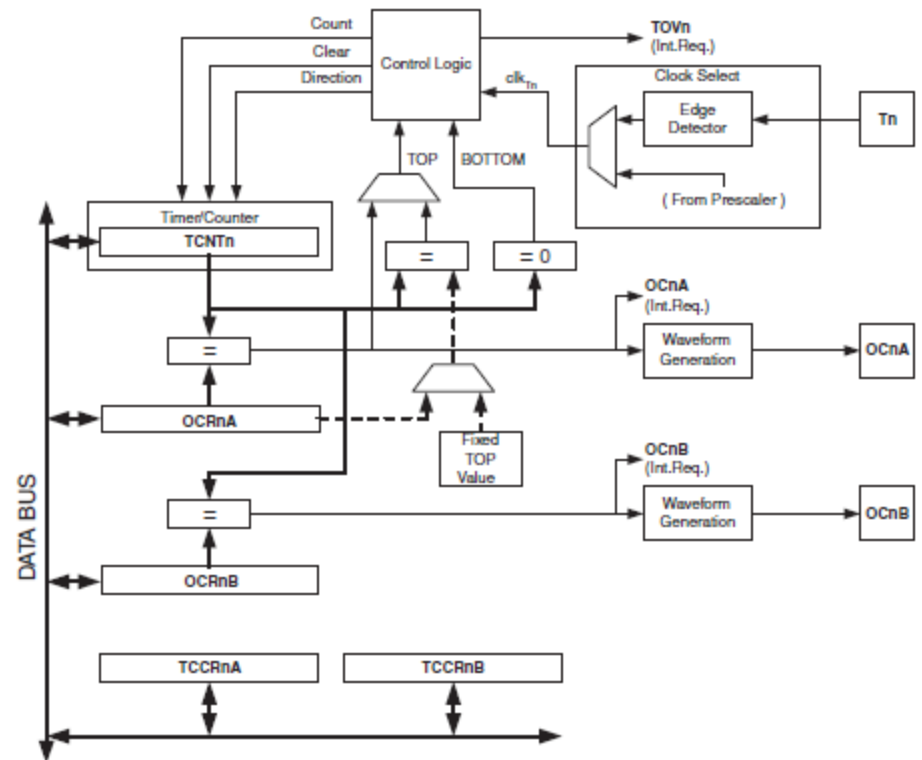 Count
Clear
Direction
Control Logic
TOVn
(Int.Req.)
clkTn
Clock Select
Edge
Detector
Tn
( From Prescaler )
TOP
BOTTOM
Timer/Counter
TCNTn
=
= 0
OCnA
(Int.Req.)
=
Waveform
Generation
OCnA
OCRnA
Fixed
TOP
Value
OCnB
(Int.Req.)
=
Waveform
Generation
OCnB
DATA BUS
OCRnB
TCCRnA
TCCRnB